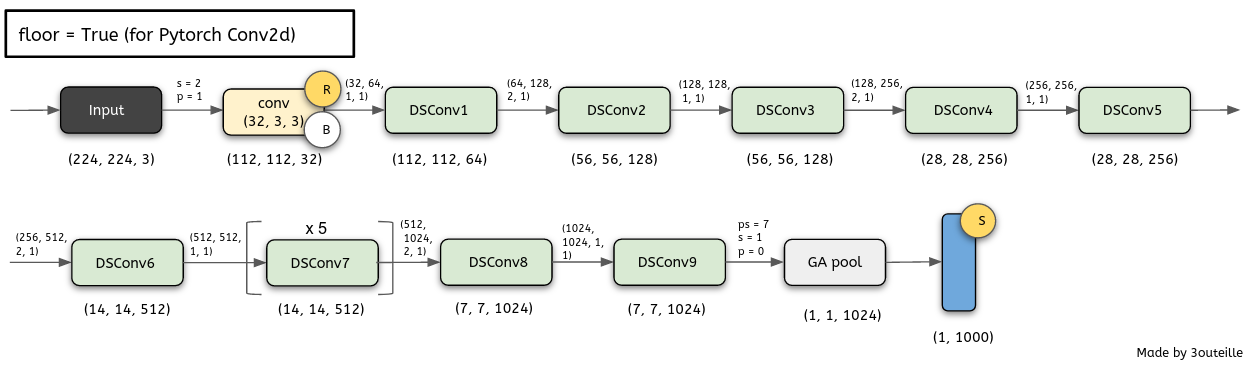 floor = True (for Pytorch Conv2d)
Input
(224, 224, 3)
s = 2
p = 1
conv
(32, 3, 3)
R
B
(112, 112, 32)
(32, 64,
1, 1)
DSConv1
(112, 112, 64)
(64, 128,
2, 1)
DSConv2
(56, 56, 128)
(128, 128,
1, 1)
DSConv3
(56, 56, 128)
(128, 256,
2, 1)
DSConv4
(28, 28, 256)
(256, 256,
1, 1)
DSConv5
(28, 28, 256)
(256, 512,
2, 1)
DSConv6
(14, 14, 512)
(512, 512,
1, 1)
x 5
DSConv7
(14, 14, 512)
(512,
1024,
2, 1)
DSConv8
(7, 7, 1024)
(1024,
1024, 1,
1)
DSConv9
(7, 7, 1024)
ps = 7
s = 1
p = 0
GA pool
(1, 1, 1024)
S
(1, 1000)
Made by 3outeille